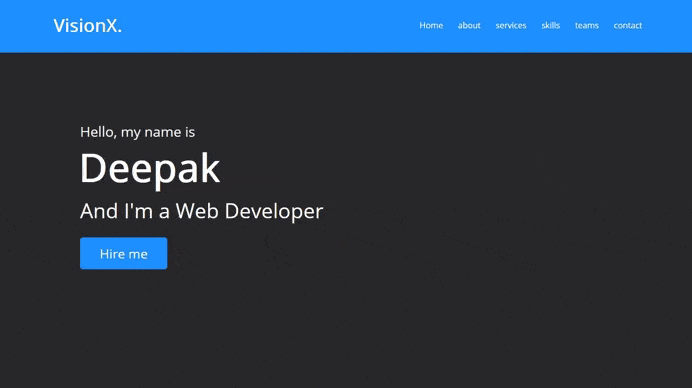 VisionX.
Home about services skills teams contact
Hello, my name is
Deepak
And I'm a Web Developer
Hire me